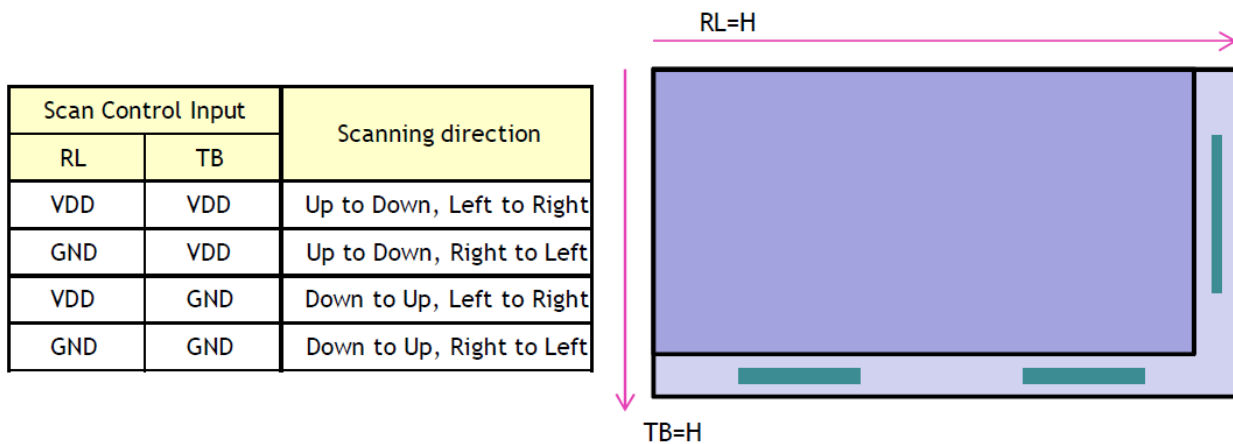 RL=H
Scan Control Input
Scanning direction
RL TB
VDD VDD Up to Down, Left to Right
GND VDD Up to Down, Right to Left
VDD GND Down to Up, Left to Right
GND GND Down to Up, Right to Left
TB=H